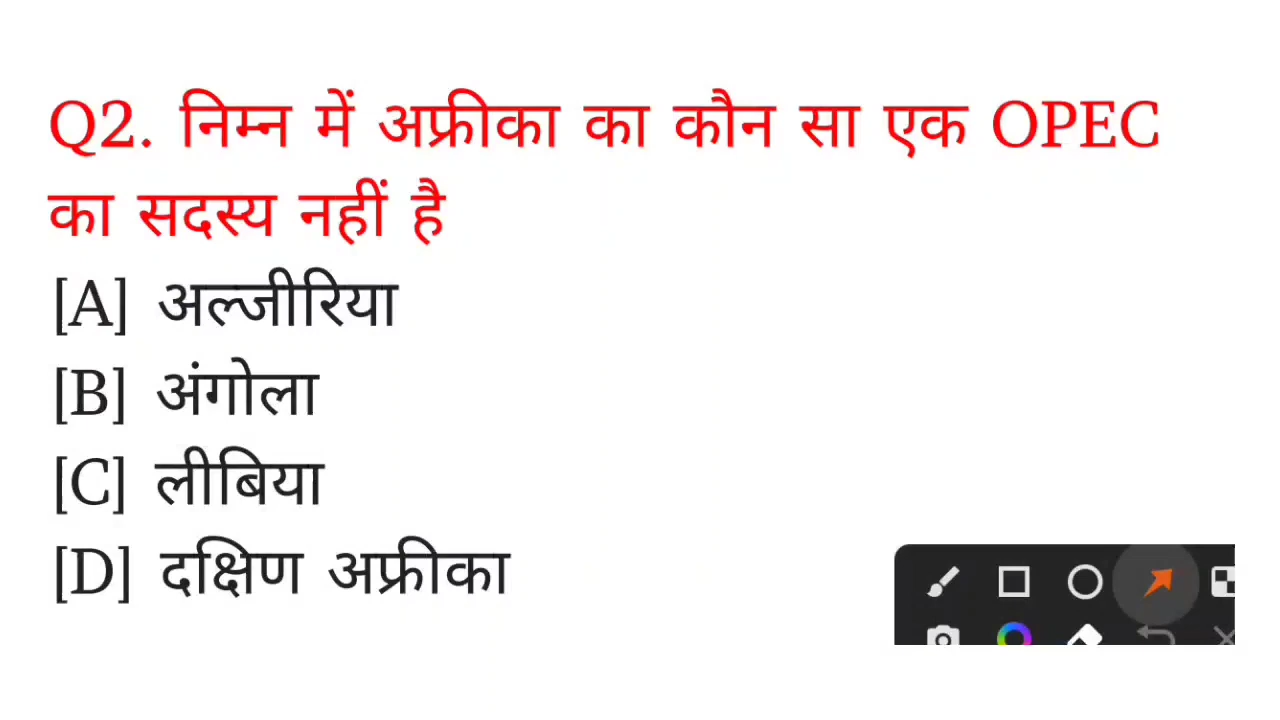 Q2. निम्न में अफ्रीका का कौन सा एक OPEC
का सदस्य नहीं है
[A] अल्जीरिया
[B] अंगोला
[C] लीबिया
[D] दक्षिण अफ्रीका